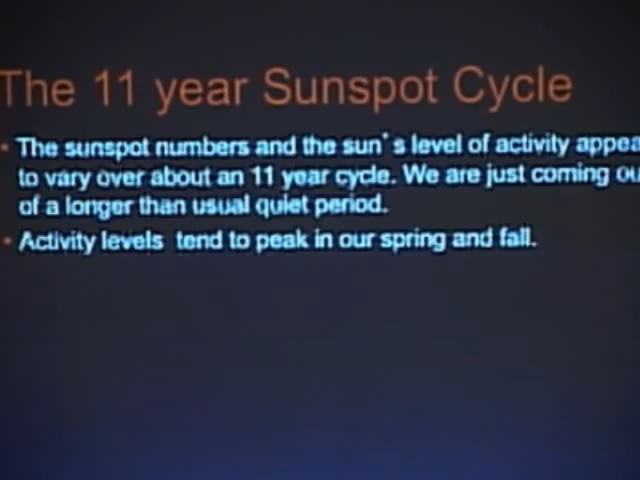 The 11 year Sunspot Cycle
• The sunspot numbers and the sun's level of activity appea
to vary over about an 11 year cycle. We are just coming ou
of a longer than usual quiet period.
• Activity levels tend to peak in our spring and fall.